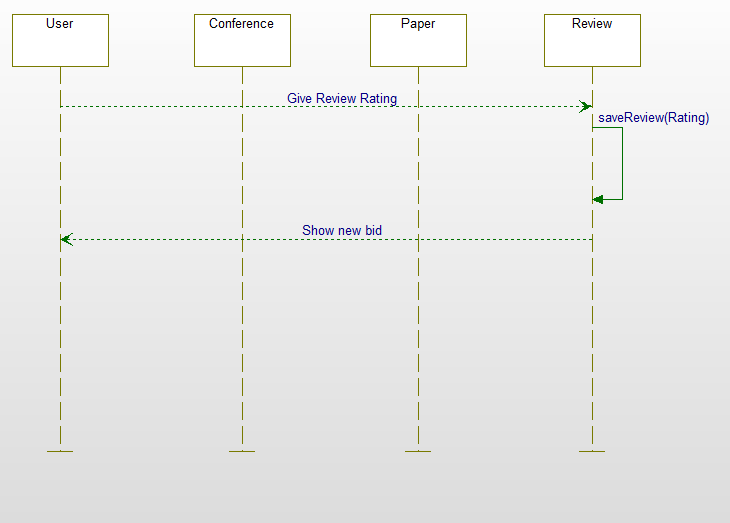 User
Conference
Paper
Review
Give Review Rating
saveReview(Rating)
Show new bid